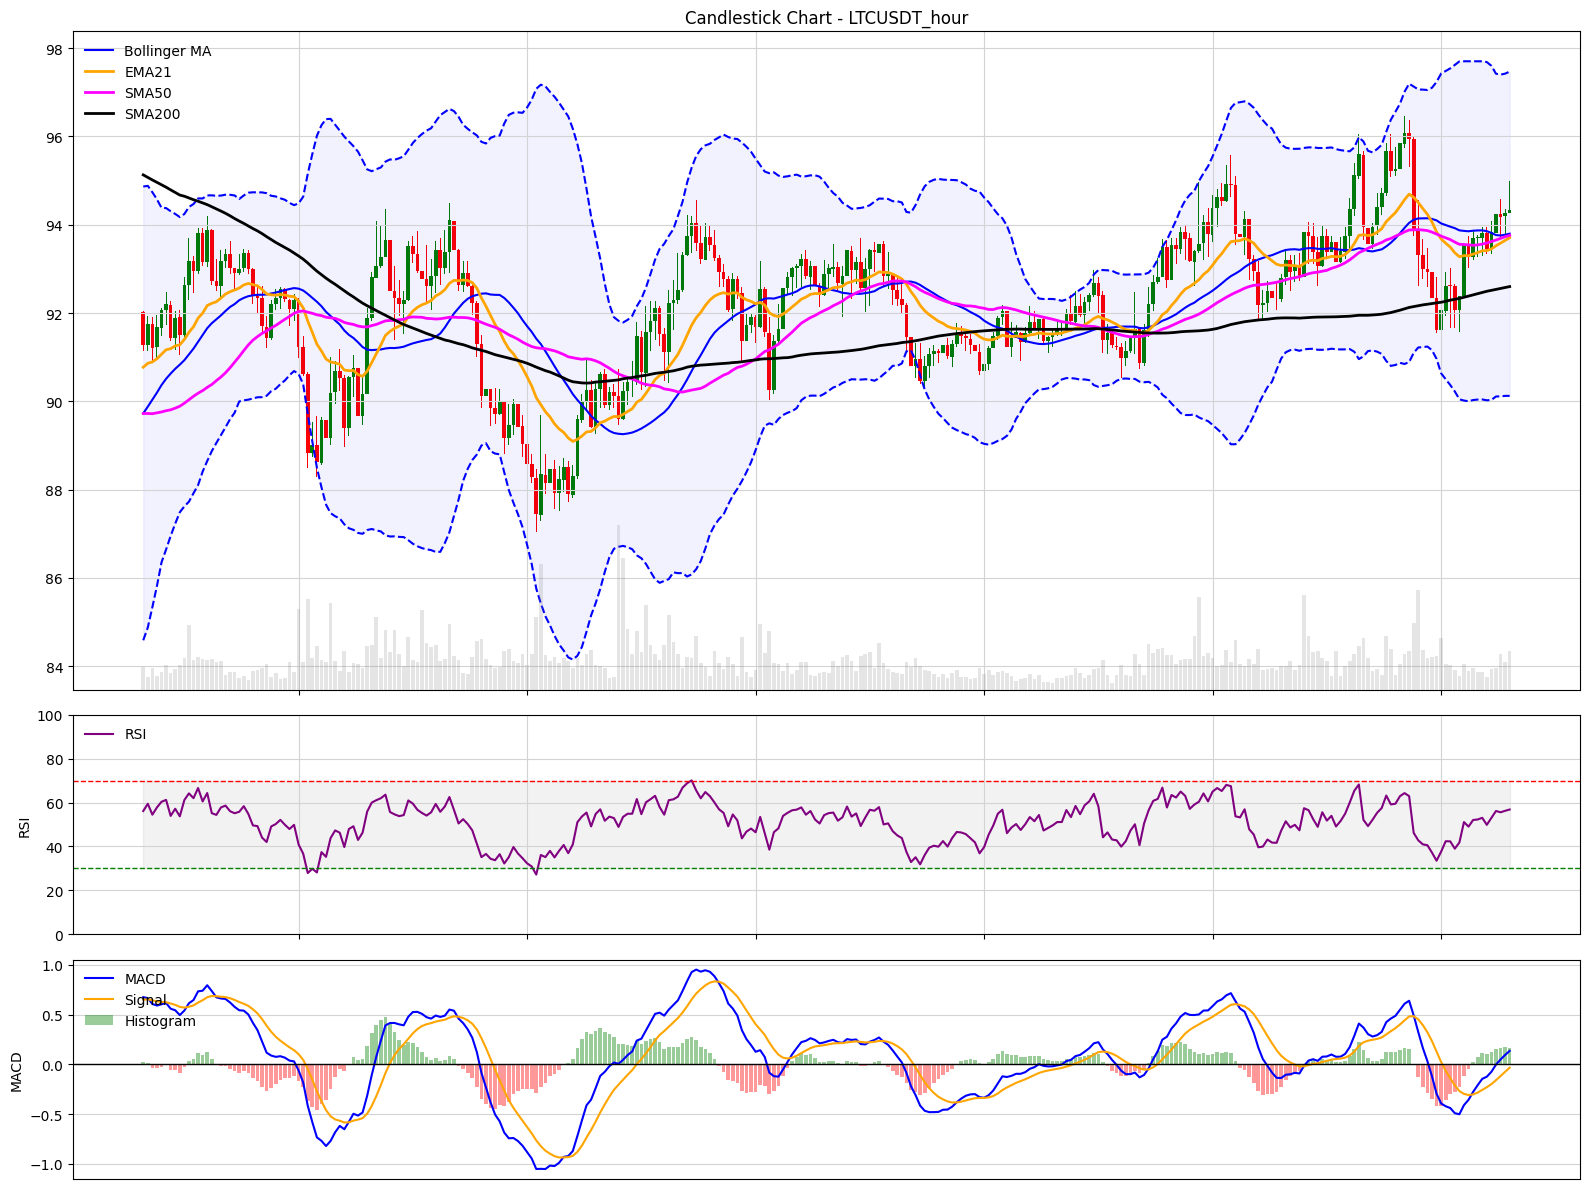 Candlestick Chart - LTCUSDT_hour
98
96
94
92
90
88
86
84
Bollinger MA
EMA21
SMA50
SMA200
100
80
60
40
20
0
RSI
RSI
1.0
0.5
0.0
−0.5
−1.0
MACD
MACD
Signal
Histogram